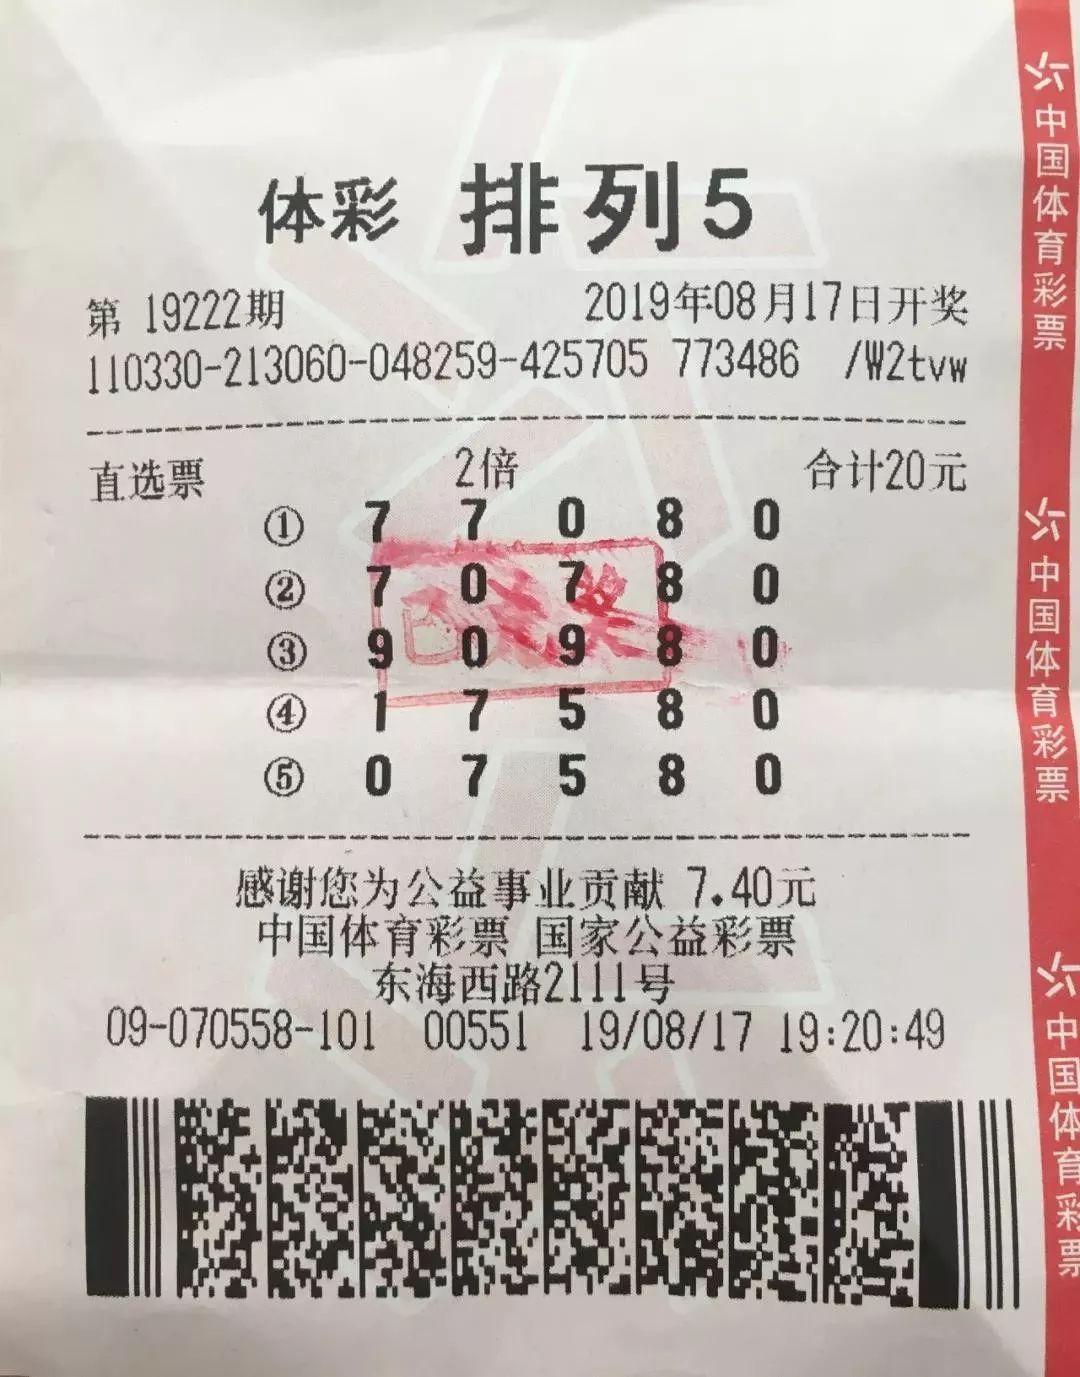 体彩 排列5
第 19222期 2019年08月17日开奖
110330-213060-048259-425705 773486 /W2tvw
直选票 2倍 合计20元
① 7 7 0 8 0
② 7 0 7 8 0
③ 9 0 9 8 0
④ 1 7 5 8 0
⑤ 0 7 5 8 0
已兑奖
感谢您为公益事业贡献 7.40元
中国体育彩票 国家公益彩票
东海西路2111号
09-070558-101 00551 19/08/17 19:20:49
中国体育彩票
中国体育彩票
中国体育彩票